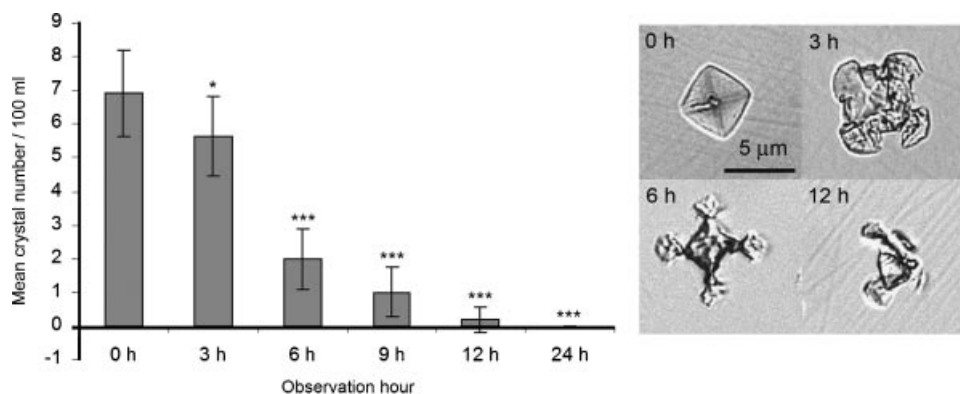 9
8
7
6
5
4
3
2
1
0
-1
Mean crystal number / 100 ml
*
***
***
***
***
0 h
3 h
6 h
9 h
12 h
24 h
Observation hour
0 h
3 h
5 μm
6 h
12 h